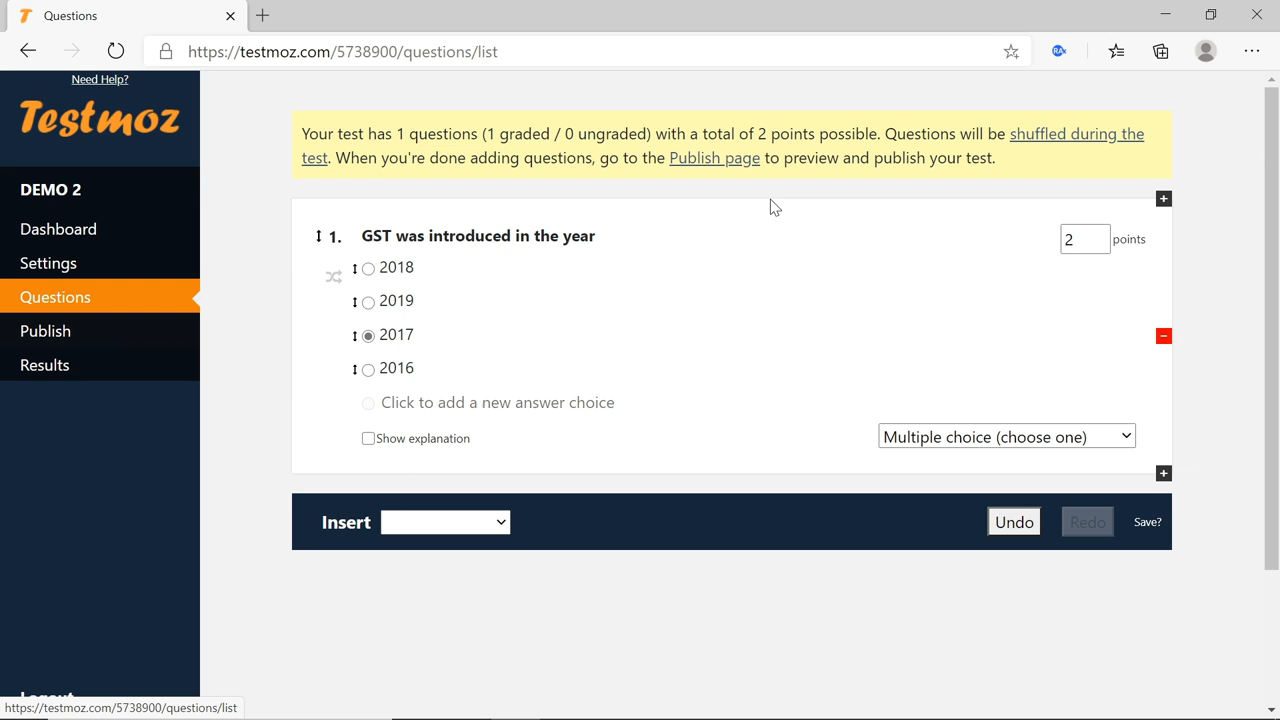 Questions
https://testmoz.com/5738900/questions/list
Need Help?
Testmoz
DEMO 2
Dashboard
Settings
Questions
Publish
Results
Your test has 1 questions (1 graded / 0 ungraded) with a total of 2 points possible. Questions will be shuffled during the
test. When you're done adding questions, go to the Publish page to preview and publish your test.
1. GST was introduced in the year 2 points
2018
2019
2017
2016
Click to add a new answer choice
Show explanation Multiple choice (choose one)
Insert Undo Redo Save?
Logout
https://testmoz.com/5738900/questions/list